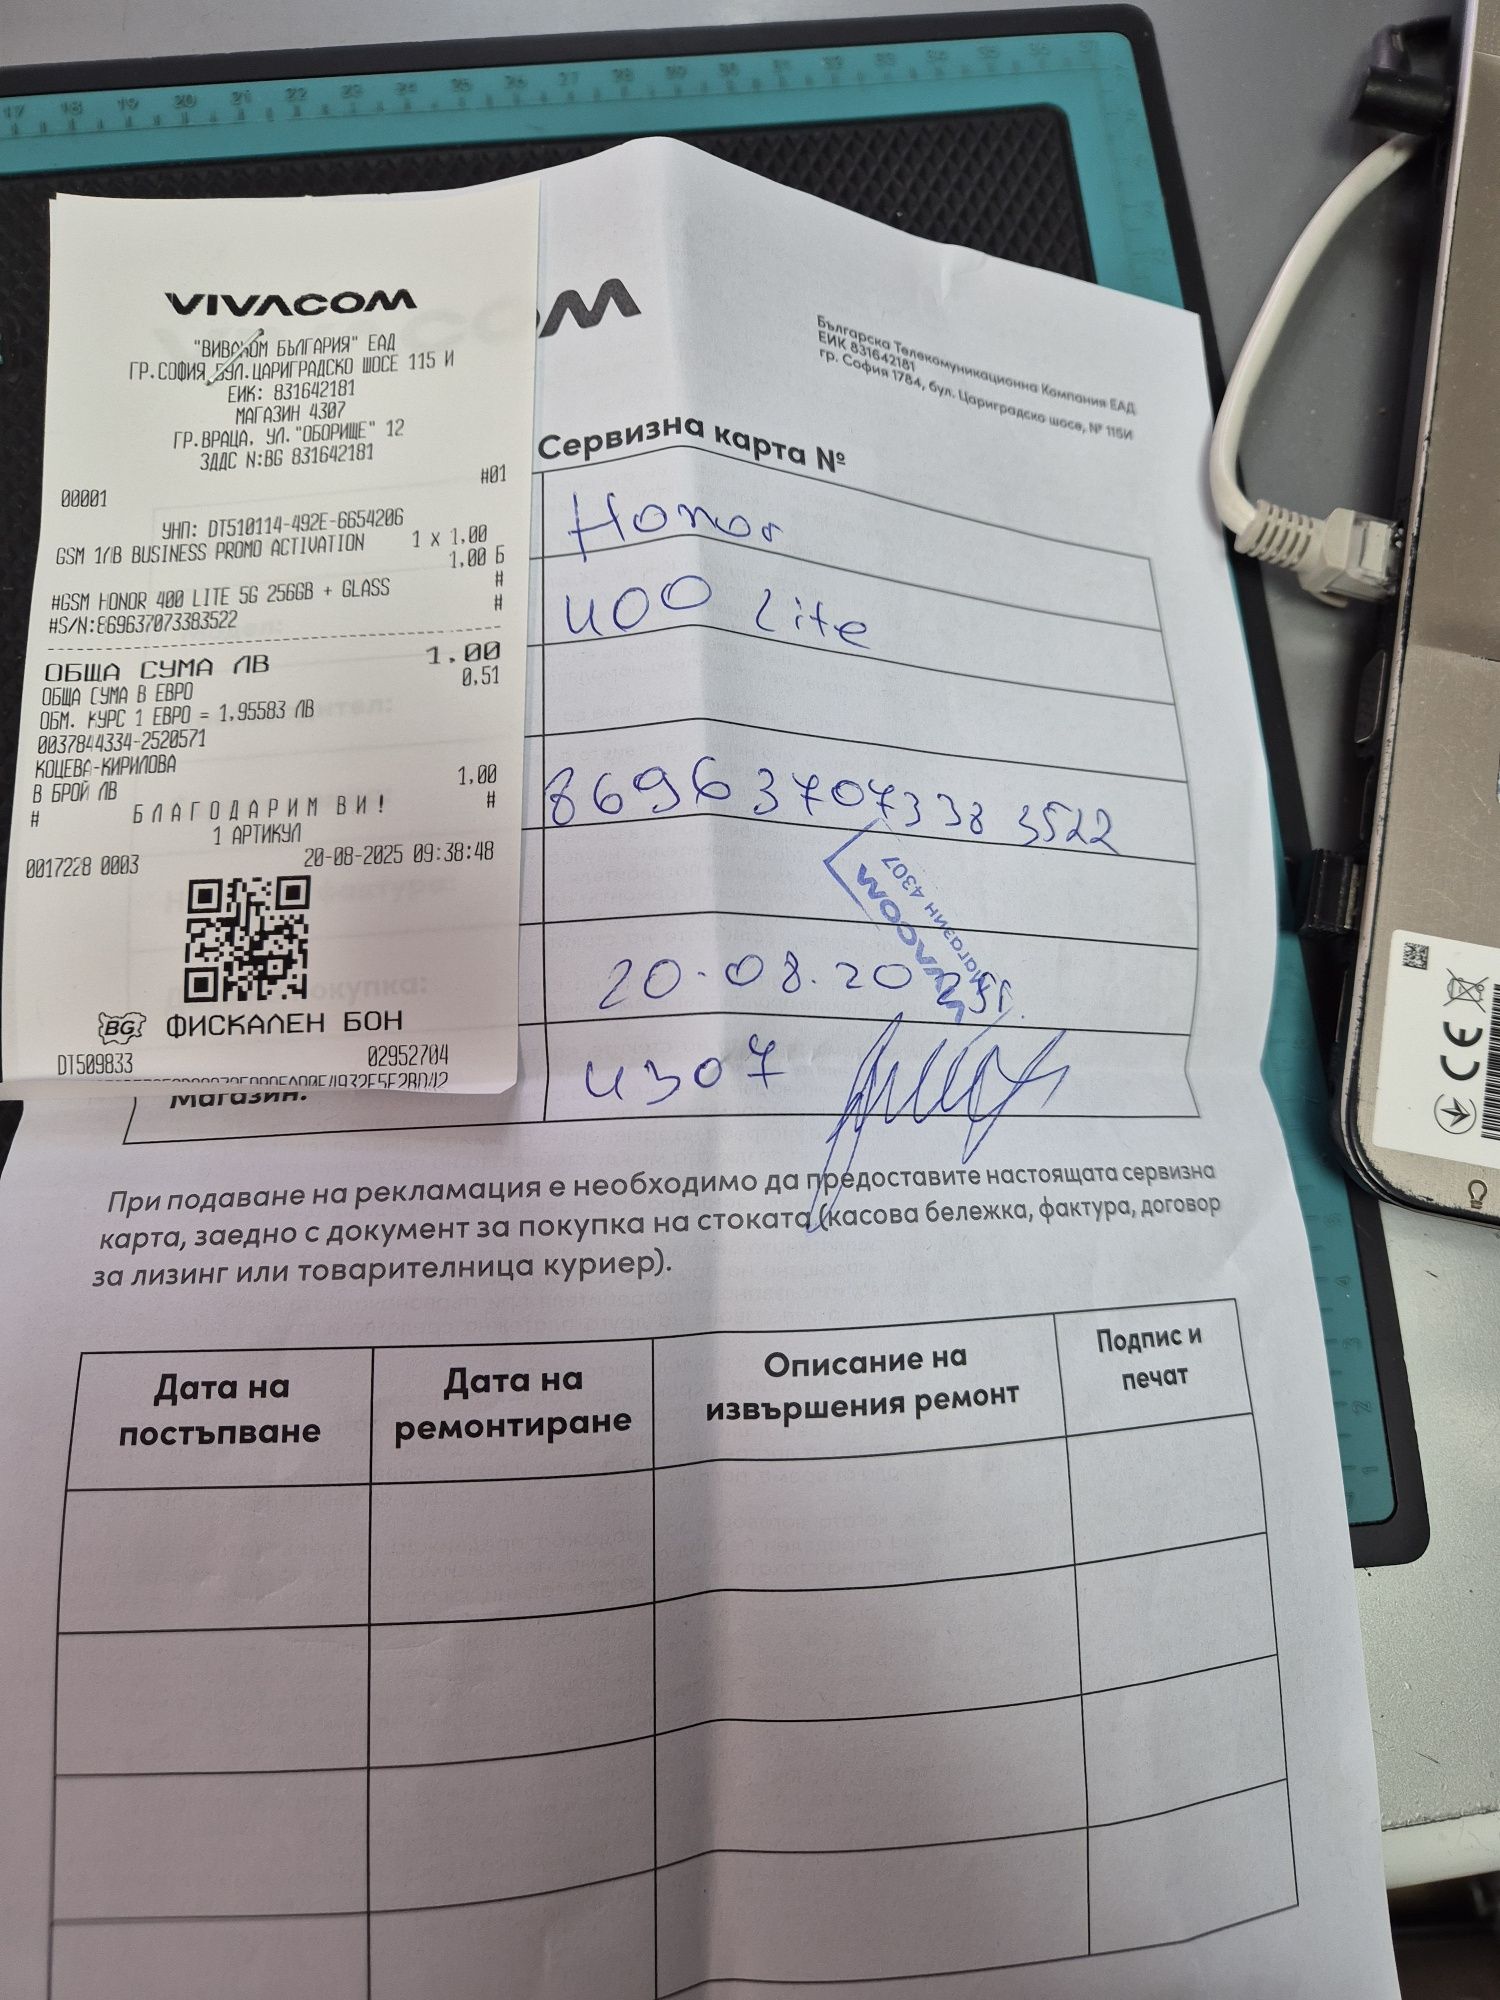 VIVACOM
"ВИВАКОМ БЪЛГАРИЯ" ЕАД
ГР.СОФИЯ БУЛ.ЦАРИГРАДСКО ШОСЕ 115 И
ЕИК: 831642181
МАГАЗИН 4307
ГР.ВРАЦА, УЛ."ОБОРИЩЕ" 12
ЗДДС N:BG 831642181
00001 #01
УНП: DT510114-492E-6654206
GSM 1ЛВ BUSINESS PROMO ACTIVATION 1 x 1,00
1,00 Б
#GSM HONOR 400 LITE 5G 256GB + GLASS #
#S/N:869637073383522 #
ОБЩА СУМА ЛВ 1.00
ОБЩА СУМА В ЕВРО 0,51
ОБМ. КУРС 1 ЕВРО = 1,95583 ЛВ
0037844334-2520571
КОЦЕВА-КИРИЛОВА
В БРОЙ ЛВ 1,00
# БЛАГОДАРИМ ВИ! #
1 АРТИКУЛ
0017228 0003 20-08-2025 09:38:48
BG ФИСКАЛЕН БОН
DT509833 02952704
Българска Телекомуникационна Компания ЕАД
ЕИК 831642181
гр. София 1784, бул. Цариградско шосе, № 115И
Сервизна карта №
Honor
400 Lite
869637073383522
VIVACOM
Магазин 4307
20.08.2025г.
Магазин: 4307
При подаване на рекламация е необходимо да предоставите настоящата сервизна
карта, заедно с документ за покупка на стоката (касова бележка, фактура, договор
за лизинг или товарителница куриер).
Дата на постъпване
Дата на ремонтиране
Описание на извършения ремонт
Подпис и печат
CE